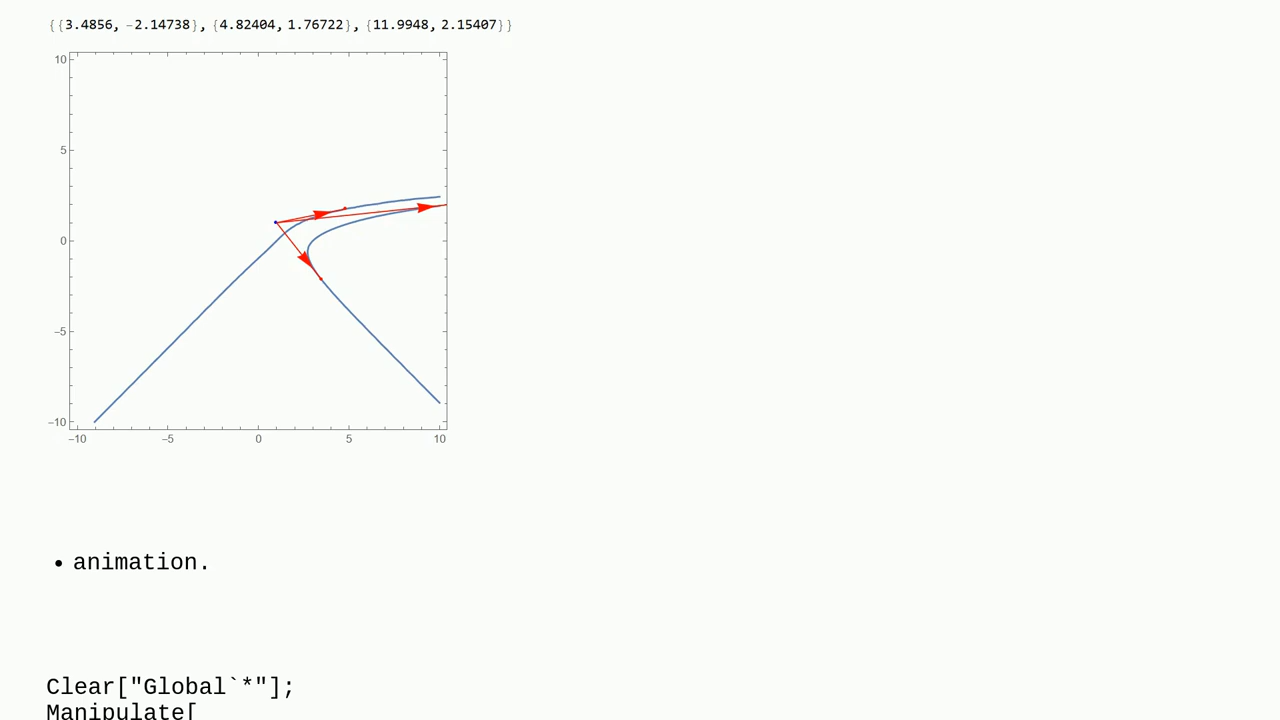 {{3.4856, -2.14738}, {4.82404, 1.76722}, {11.9948, 2.15407}}
10
5
0
-5
-10
-10 -5 0 5 10
• animation.
Clear["Global`*"];
Manipulate[